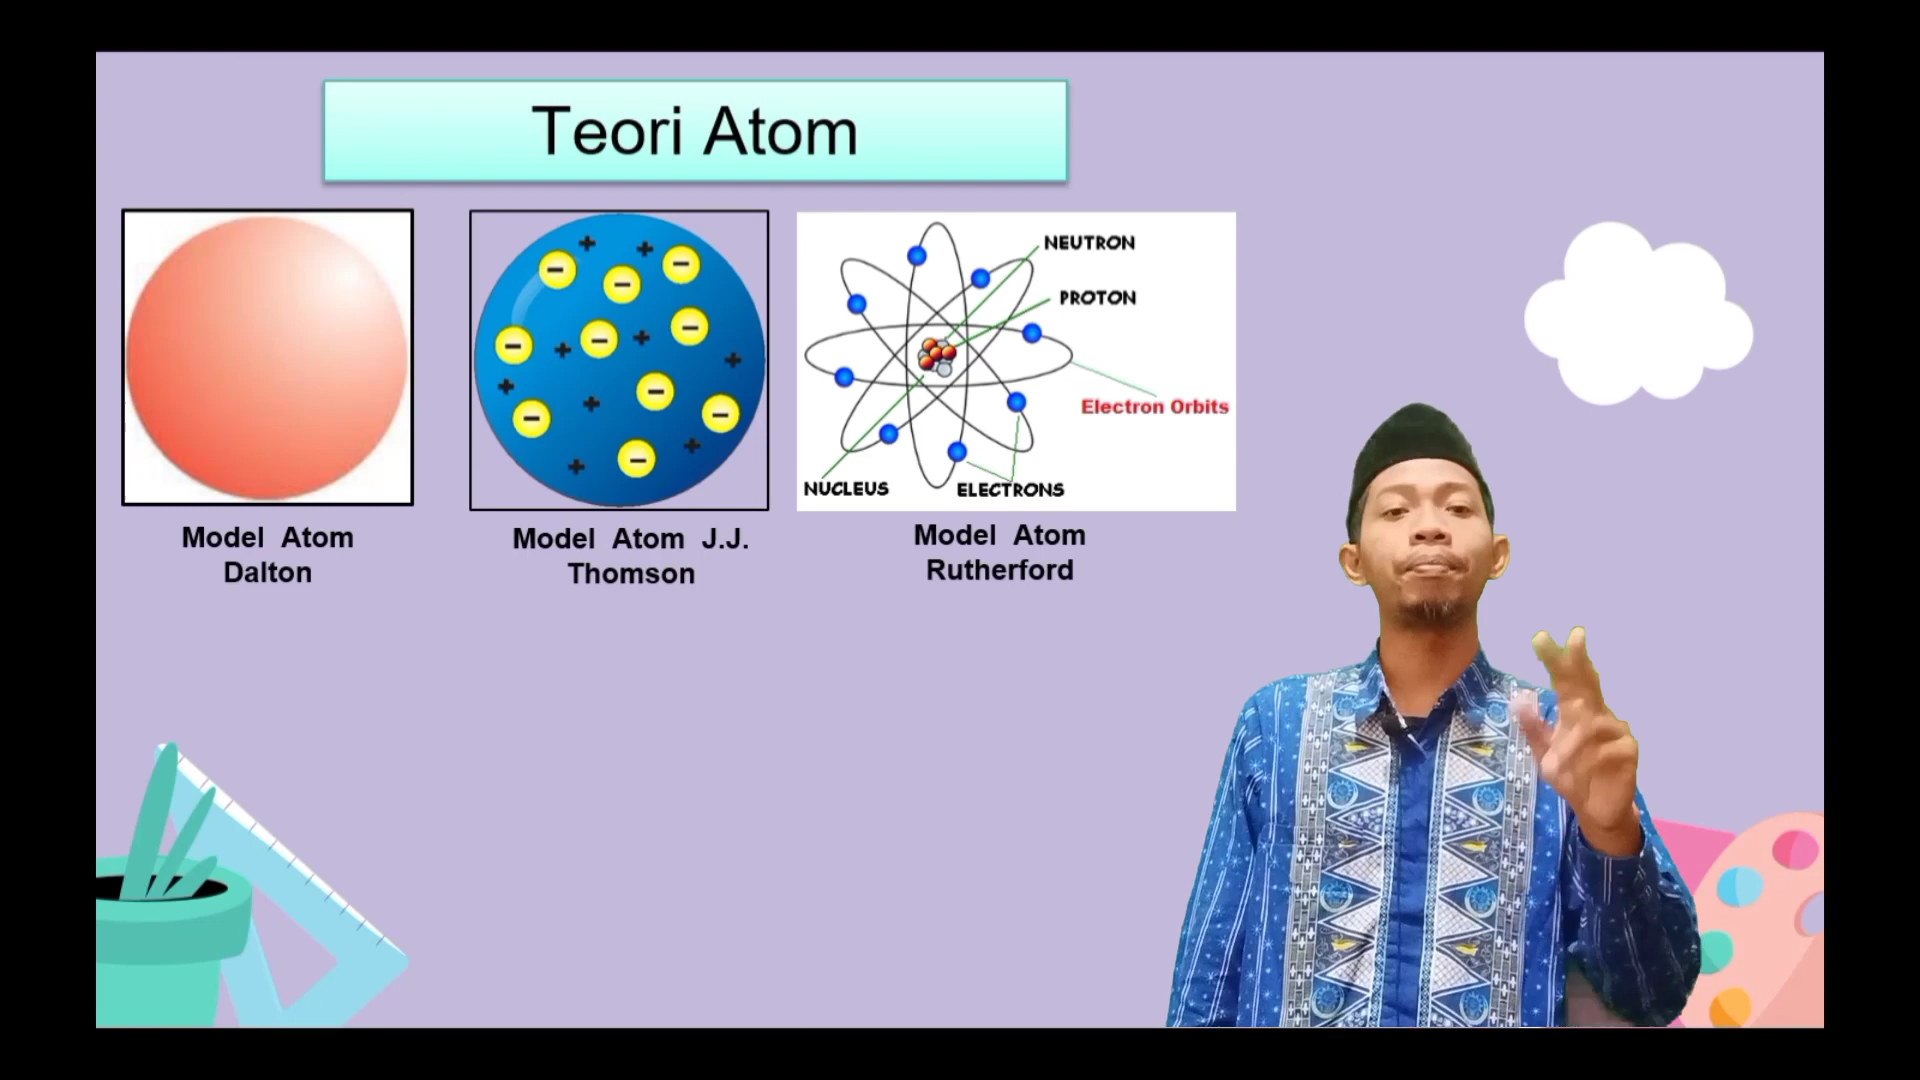 Teori Atom
NEUTRON
PROTON
Electron Orbits
NUCLEUS
ELECTRONS
Model Atom
Dalton
Model Atom J.J.
Thomson
Model Atom
Rutherford